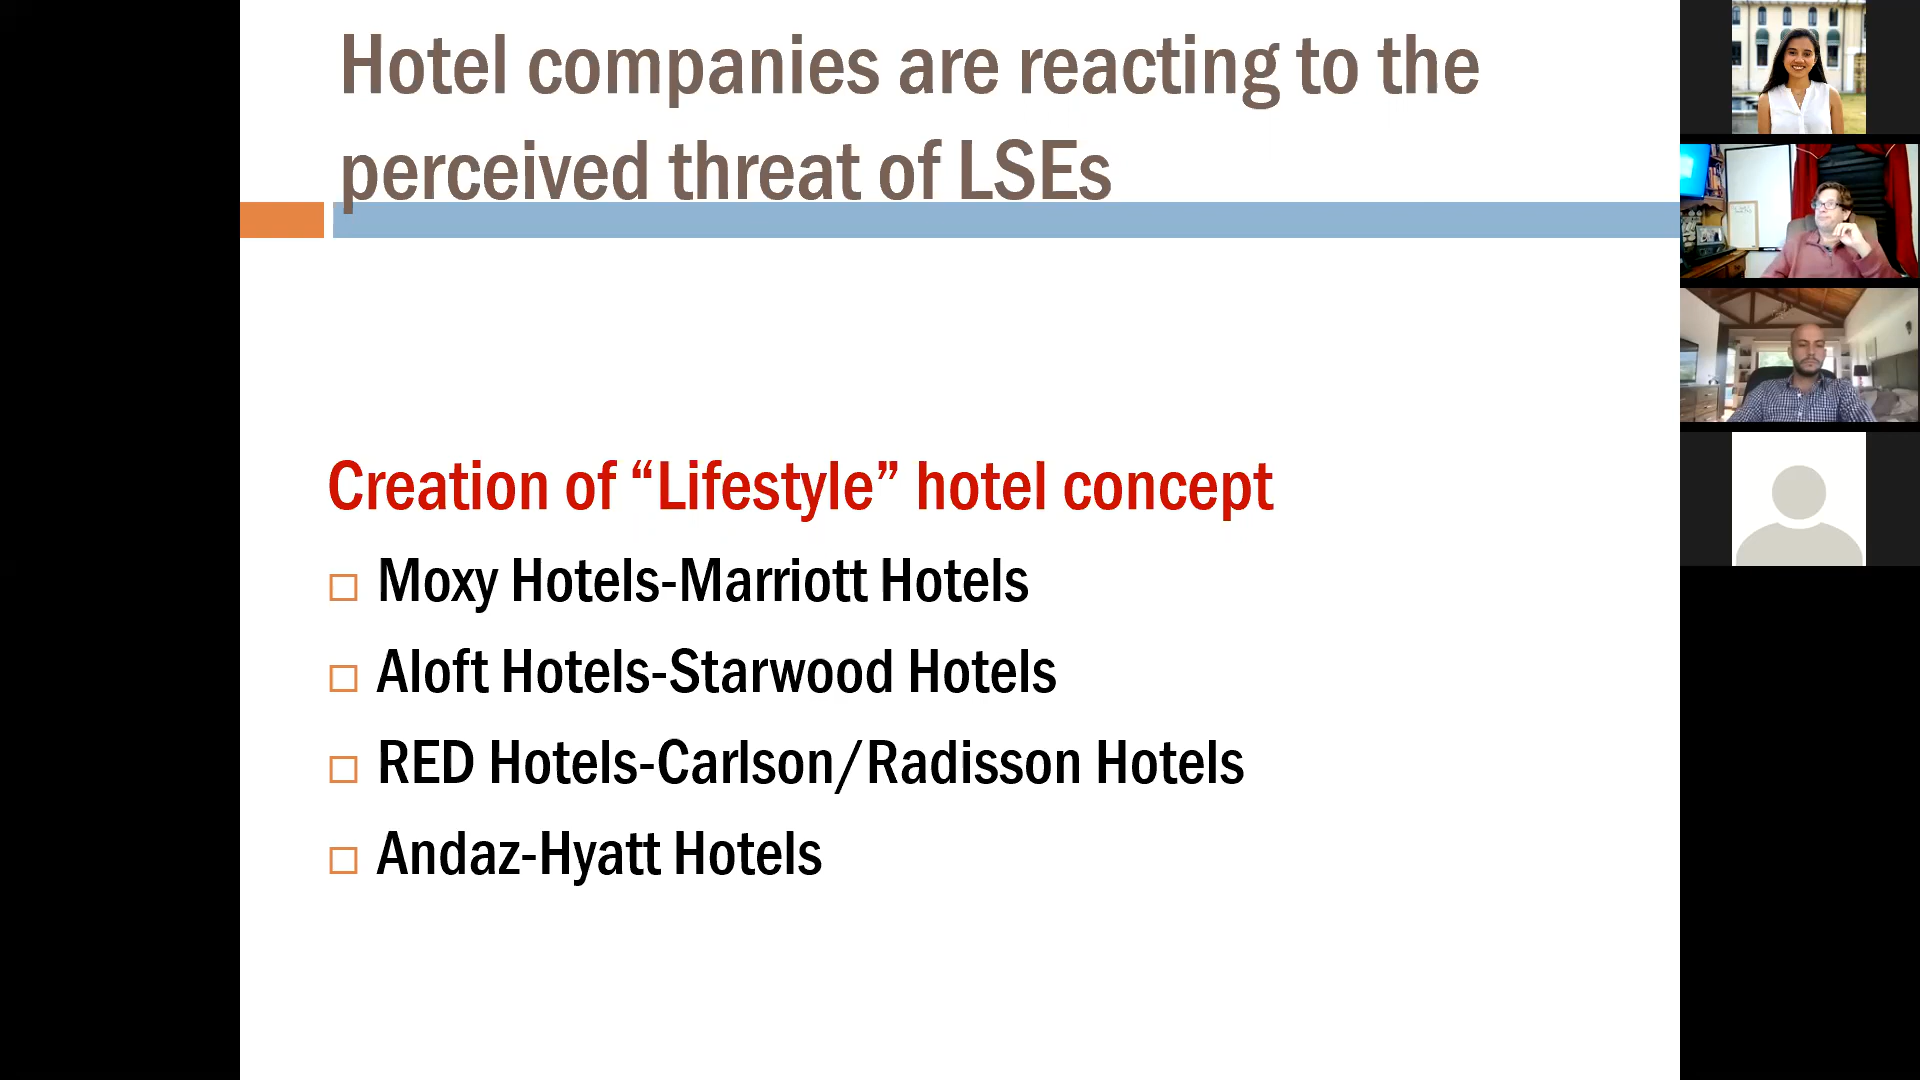 Hotel companies are reacting to the
perceived threat of LSEs
Creation of “Lifestyle” hotel concept
Moxy Hotels-Marriott Hotels
Aloft Hotels-Starwood Hotels
RED Hotels-Carlson/Radisson Hotels
Andaz-Hyatt Hotels